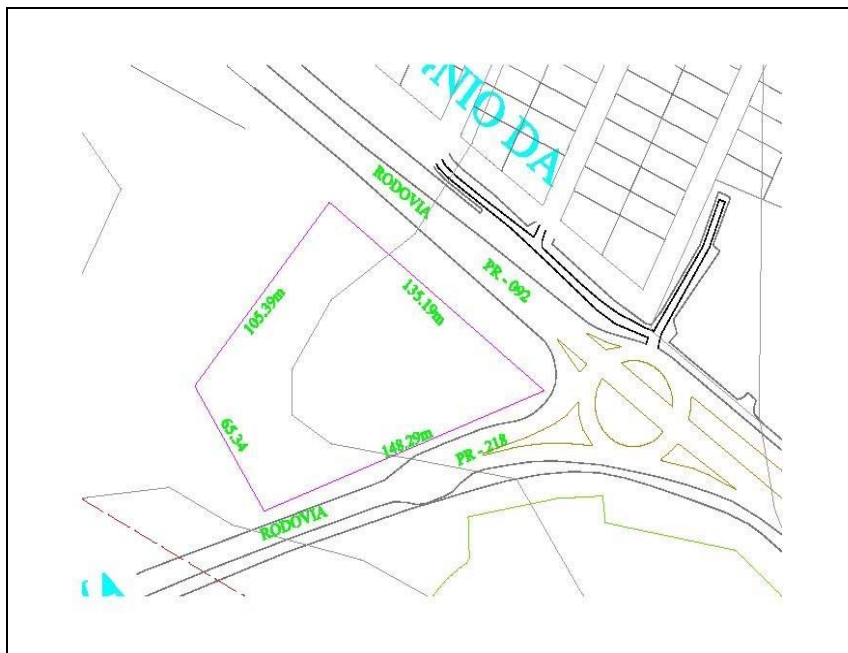 NIO DA
RODOVIA
PR - 092
105.39m
135.19m
65.34
148.29m
PR - 218
RODOVIA